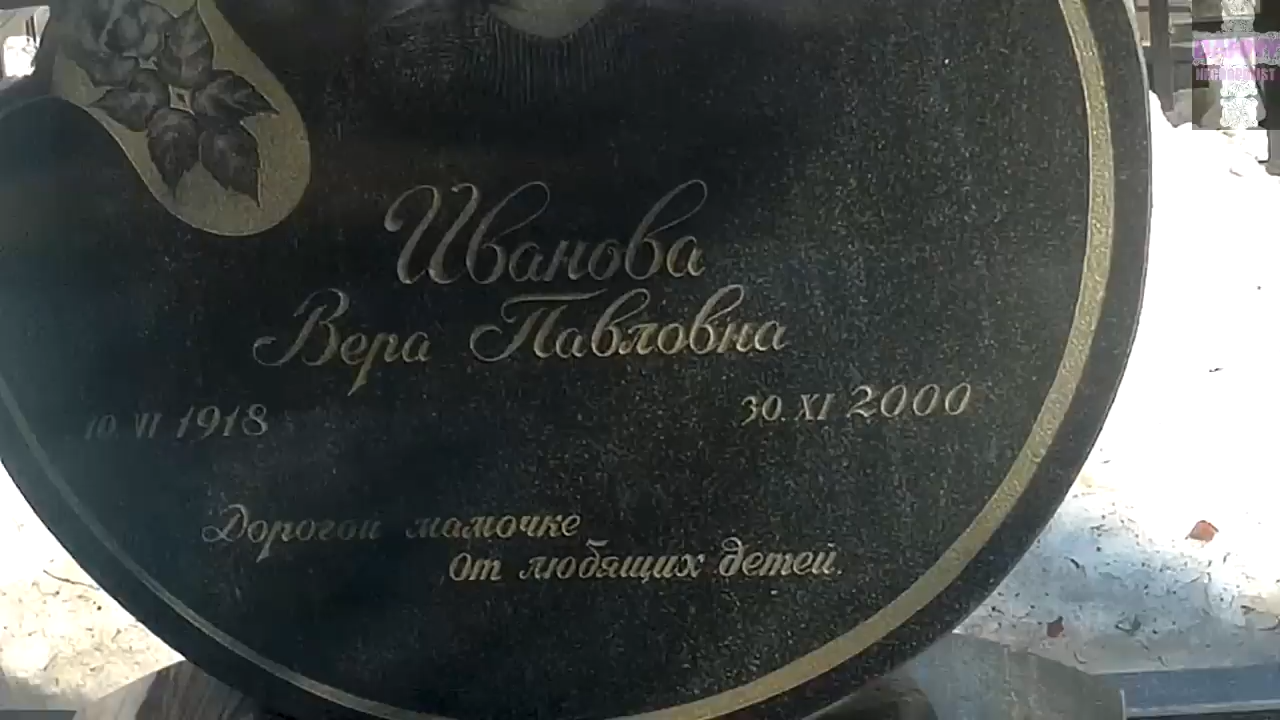 Иванова
Вера Павловна
10. VI 1918
30. XI 2000
Дорогой мамочке
от любящих детей.